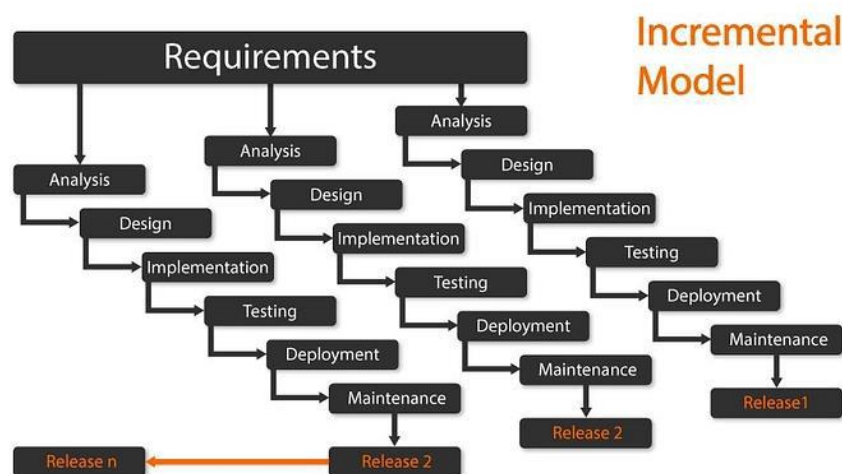 Incremental
Model
Requirements
Analysis
Design
Implementation
Testing
Deployment
Maintenance
Release 2
Release n
Analysis
Design
Implementation
Testing
Deployment
Maintenance
Release 2
Analysis
Design
Implementation
Testing
Deployment
Maintenance
Release1